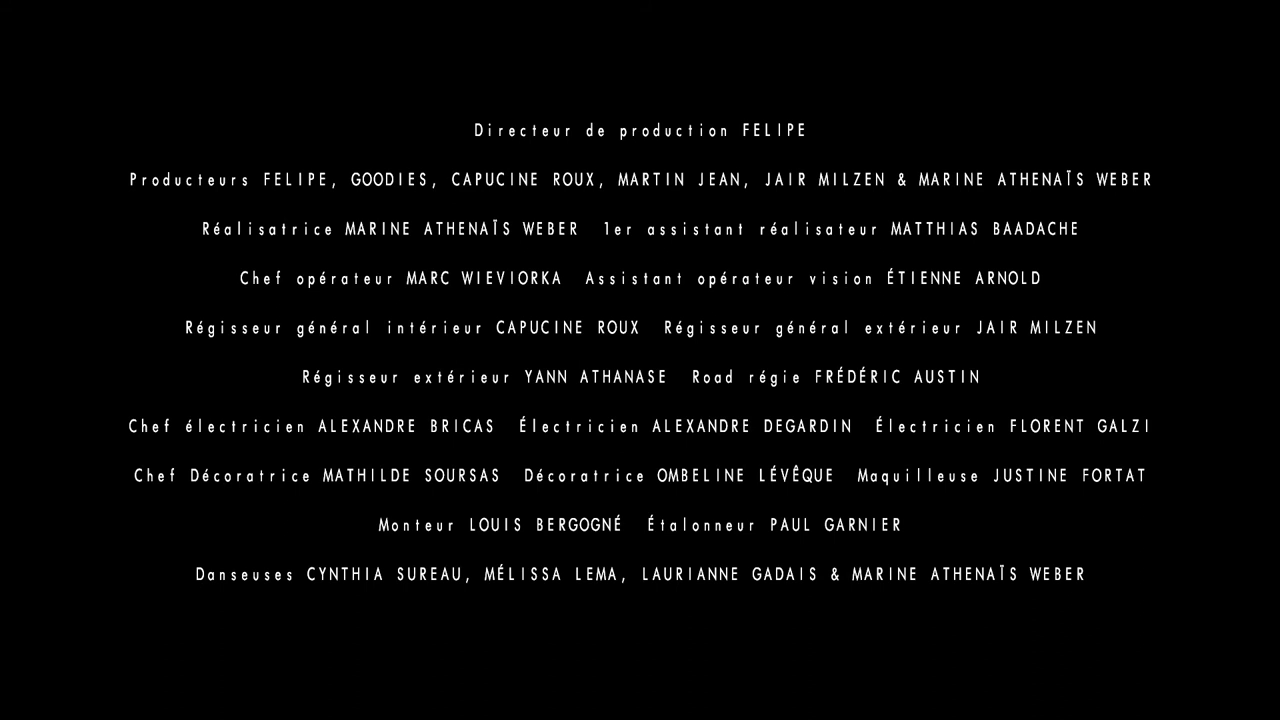 Directeur de production FELIPE
Producteurs FELIPE, GOODIES, CAPUCINE ROUX, MARTIN JEAN, JAIR MILZEN & MARINE ATHENAÏS WEBER
Réalisatrice MARINE ATHENAÏS WEBER 1er assistant réalisateur MATTHIAS BAADACHE
Chef opérateur MARC WIEVIORKA Assistant opérateur vision ÉTIENNE ARNOLD
Régisseur général intérieur CAPUCINE ROUX Régisseur général extérieur JAIR MILZEN
Régisseur extérieur YANN ATHANASE Road régie FRÉDÉRIC AUSTIN
Chef électricien ALEXANDRE BRICAS Électricien ALEXANDRE DEGARDIN Électricien FLORENT GALZI
Chef Décoratrice MATHILDE SOURSAS Décoratrice OMBELINE LÉVÊQUE Maquilleuse JUSTINE FORTAT
Monteur LOUIS BERGOGNÉ Étalonneur PAUL GARNIER
Danseuses CYNTHIA SUREAU, MÉLISSA LEMA, LAURIANNE GADAIS & MARINE ATHENAÏS WEBER